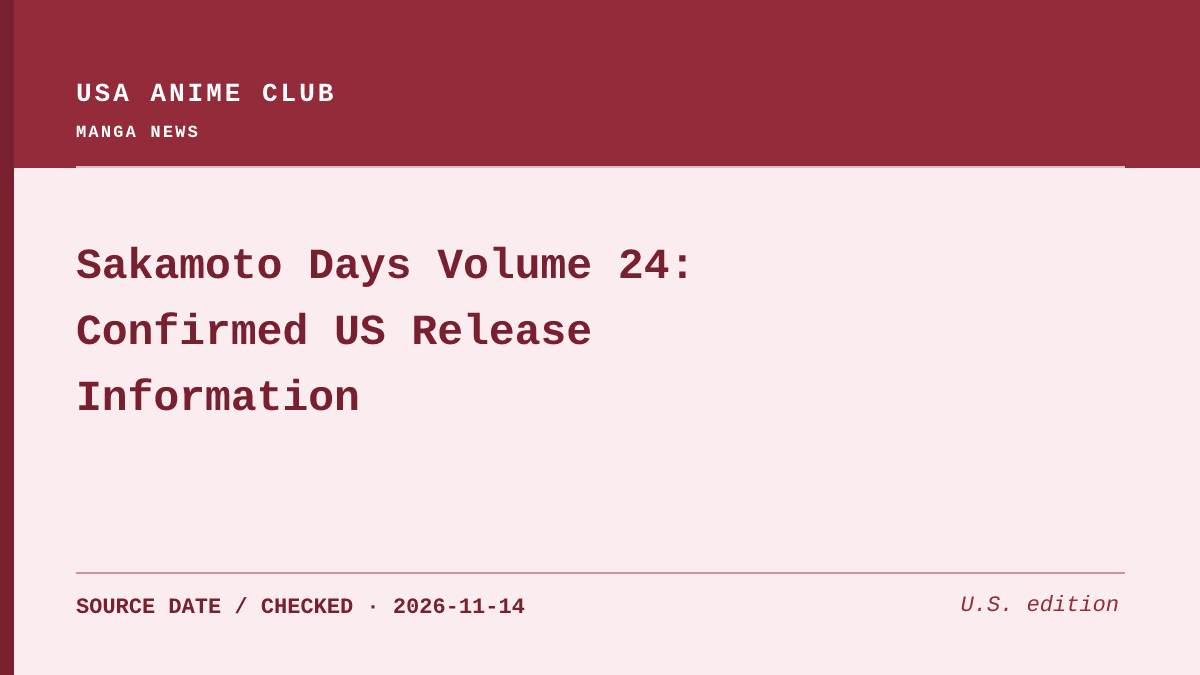 USA ANIME CLUB
MANGA NEWS
Sakamoto Days Volume 24:
Confirmed US Release
Information
SOURCE DATE / CHECKED · 2026-11-14
U.S. edition